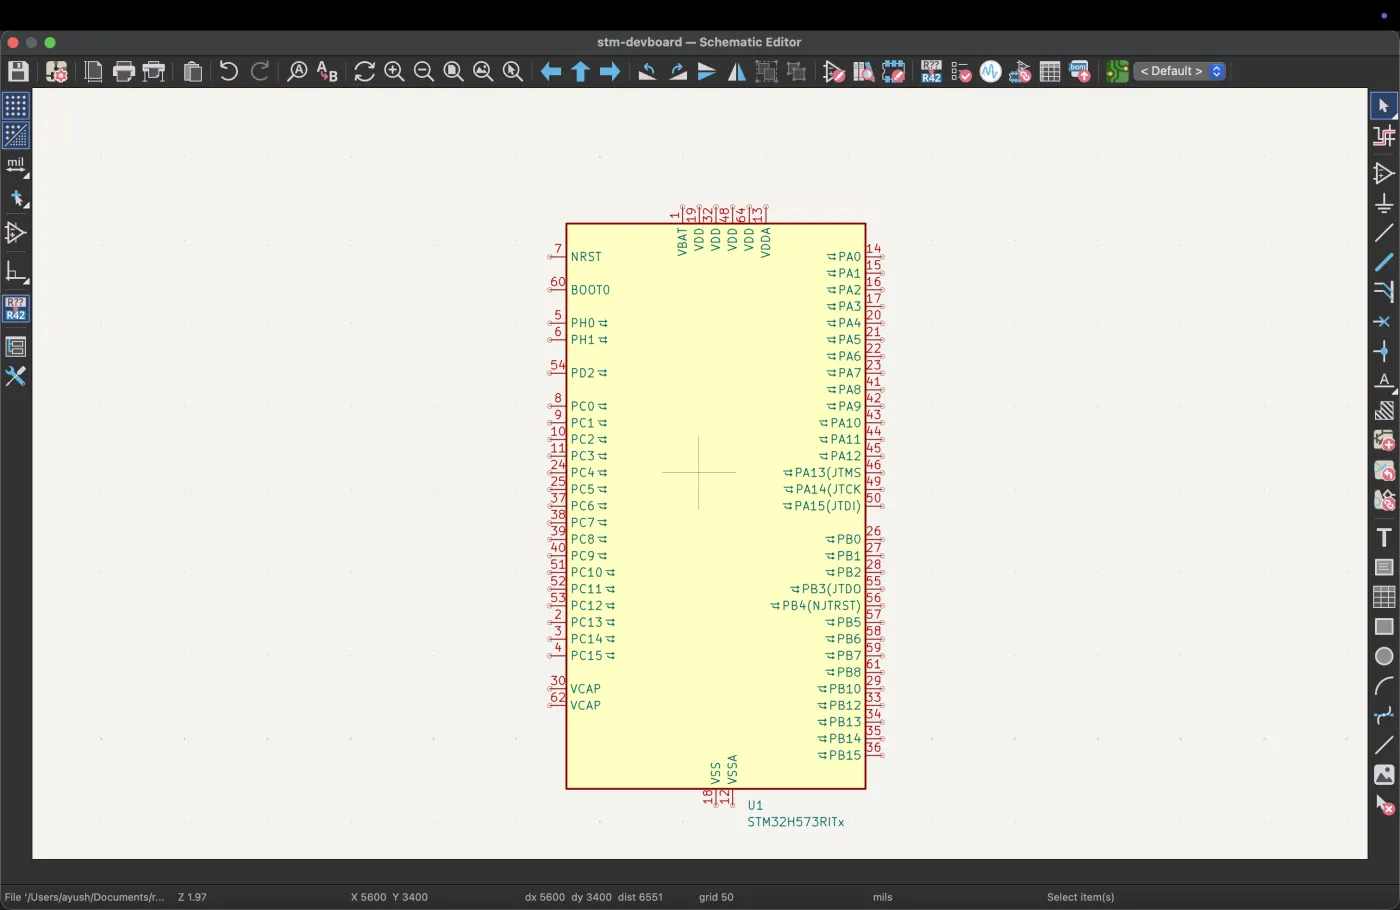 stm-devboard — Schematic Editor
A
A B
R??
R42
bom
< Default >
mil
R??
R42
A
T
1
19
32
48
64
13
VBAT
VDD
VDD
VDD
VDD
VDDA
7 NRST
60 BOOT0
5 PH0
6 PH1
54 PD2
8 PC0
9 PC1
10 PC2
11 PC3
24 PC4
25 PC5
37 PC6
38 PC7
39 PC8
40 PC9
51 PC10
52 PC11
53 PC12
2 PC13
3 PC14
4 PC15
30 VCAP
62 VCAP
PA0 14
PA1 15
PA2 16
PA3 17
PA4 20
PA5 21
PA6 22
PA7 23
PA8 41
PA9 42
PA10 43
PA11 44
PA12 45
PA13(JTMS 46
PA14(JTCK 49
PA15(JTDI) 50
PB0 26
PB1 27
PB2 28
PB3(JTDO 55
PB4(NJTRST) 56
PB5 57
PB6 58
PB7 59
PB8 61
PB10 29
PB12 33
PB13 34
PB14 35
PB15 36
VSS
VSSA
18
12
U1
STM32H573RITx
File '/Users/ayush/Documents/r... Z 1.97 X 5600 Y 3400 dx 5600 dy 3400 dist 6551 grid 50 mils Select item(s)